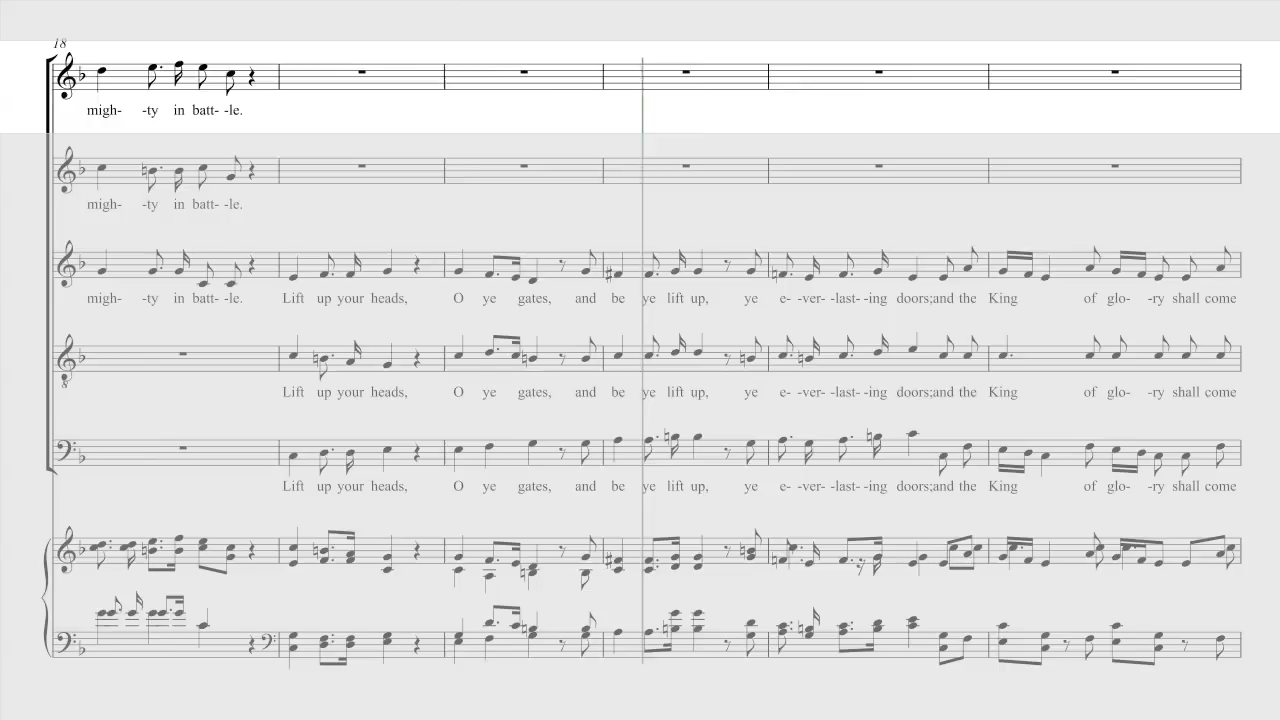 18
migh- -ty in batt- -le.
migh- -ty in batt- -le.
migh- -ty in batt- -le. Lift up your heads, O ye gates, and be ye lift up, ye e- -ver- -last- -ing doors;and the King of glo- -ry shall come
Lift up your heads, O ye gates, and be ye lift up, ye e- -ver- -last- -ing doors;and the King of glo- -ry shall come
Lift up your heads, O ye gates, and be ye lift up, ye e- -ver- -last- -ing doors;and the King of glo- -ry shall come